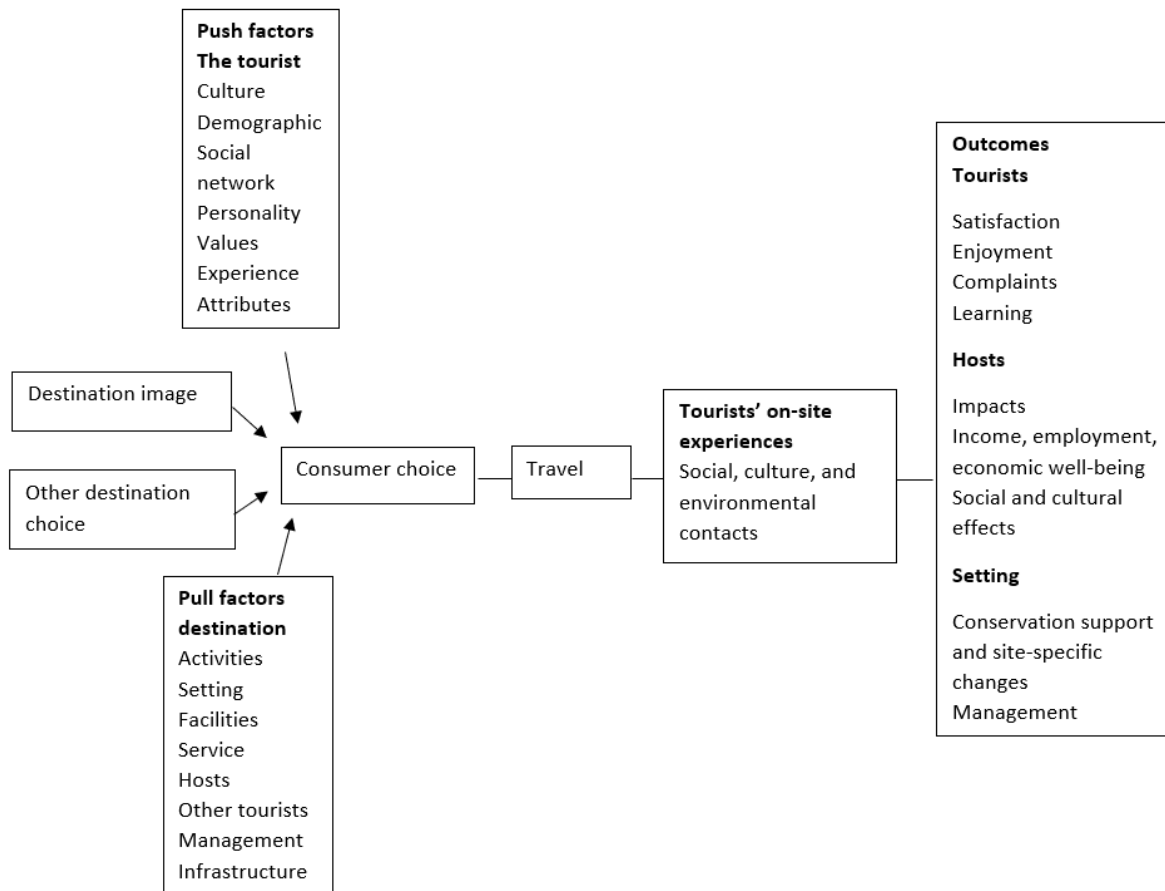 Push factors
The tourist
Culture
Demographic
Social
network
Personality
Values
Experience
Attributes
Destination image
Other destination
choice
Consumer choice
Travel
Pull factors
destination
Activities
Setting
Facilities
Service
Hosts
Other tourists
Management
Infrastructure
Tourists’ on-site
experiences
Social, culture, and
environmental
contacts
Outcomes
Tourists
Satisfaction
Enjoyment
Complaints
Learning
Hosts
Impacts
Income, employment,
economic well-being
Social and cultural
effects
Setting
Conservation support
and site-specific
changes
Management